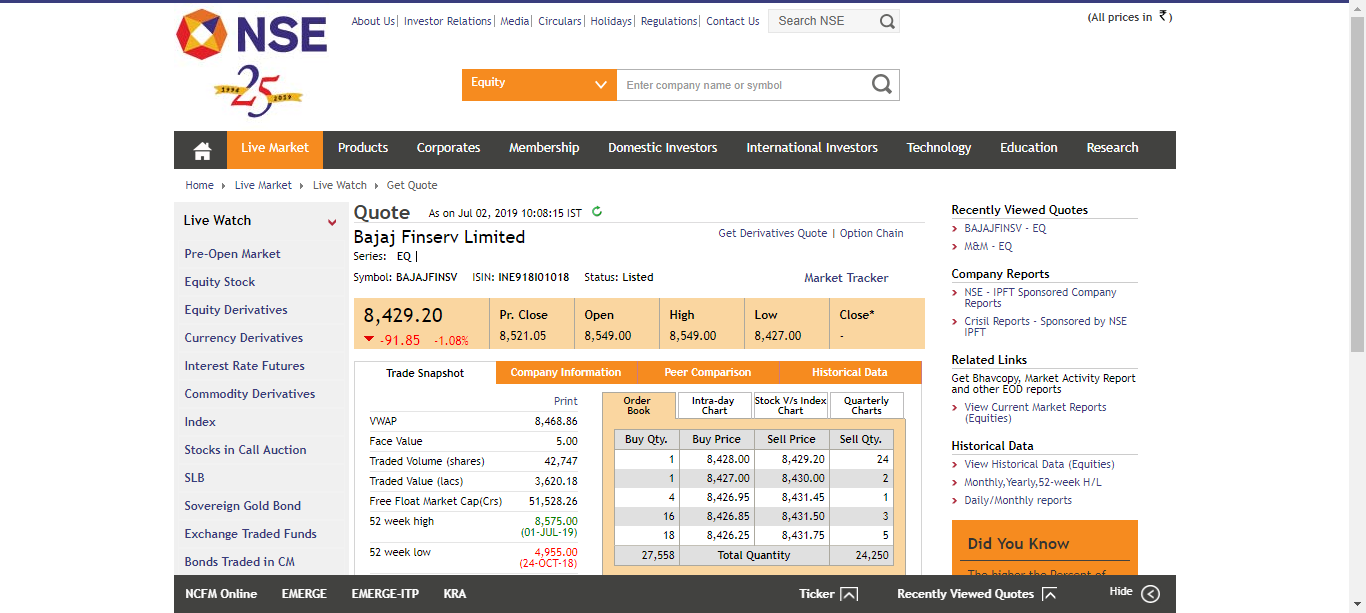 NSE
1994 25 2019
About Us| Investor Relations| Media| Circulars| Holidays| Regulations| Contact Us
Search NSE
(All prices in ₹)
Equity
Enter company name or symbol
Live Market Products Corporates Membership Domestic Investors International Investors Technology Education Research
Home Live Market Live Watch Get Quote
Live Watch
Pre-Open Market
Equity Stock
Equity Derivatives
Currency Derivatives
Interest Rate Futures
Commodity Derivatives
Index
Stocks in Call Auction
SLB
Sovereign Gold Bond
Exchange Traded Funds
Bonds Traded in CM
Quote As on Jul 02, 2019 10:08:15 IST
Bajaj Finserv Limited
Get Derivatives Quote | Option Chain
Series: EQ |
Symbol: BAJAJFINSV ISIN: INE918I01018 Status: Listed
Market Tracker
8,429.20 Pr. Close Open High Low Close*
-91.85 -1.08% 8,521.05 8,549.00 8,549.00 8,427.00 -
Trade Snapshot Company Information Peer Comparison Historical Data
Print
VWAP 8,468.86
Face Value 5.00
Traded Volume (shares) 42,747
Traded Value (lacs) 3,620.18
Free Float Market Cap(Crs) 51,528.26
52 week high 8,575.00
(01-JUL-19)
52 week low 4,955.00
(24-OCT-18)
Order Intra-day Stock V/s Index Quarterly
Book Chart Chart Charts
Buy Qty. Buy Price Sell Price Sell Qty.
1 8,428.00 8,429.20 24
1 8,427.00 8,430.00 2
4 8,426.95 8,431.45 1
16 8,426.85 8,431.50 3
18 8,426.25 8,431.75 5
27,558 Total Quantity 24,250
Recently Viewed Quotes
BAJAJFINSV - EQ
M&M - EQ
Company Reports
NSE - IPFT Sponsored Company
Reports
Crisil Reports - Sponsored by NSE
IPFT
Related Links
Get Bhavcopy, Market Activity Report
and other EOD reports
View Current Market Reports
(Equities)
Historical Data
View Historical Data (Equities)
Monthly,Yearly,52-week H/L
Daily/Monthly reports
Did You Know
The higher the Percent of
NCFM Online EMERGE EMERGE-ITP KRA Ticker Recently Viewed Quotes Hide